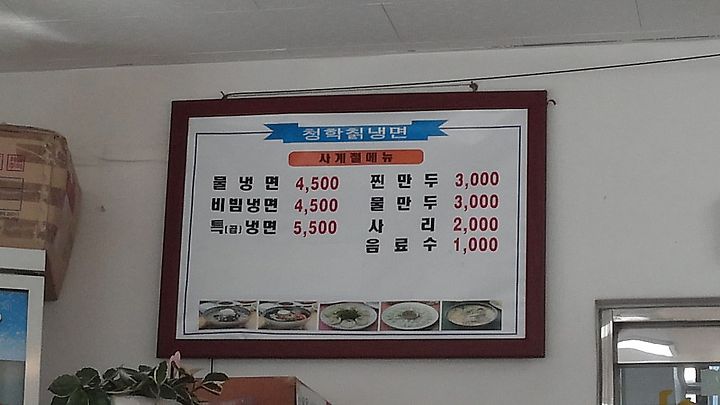 청학칡냉면
사계절메뉴
물냉면 4,500 찐만두 3,000
비빔냉면 4,500 물만두 3,000
특(곱)냉면 5,500 사리 2,000
음료수 1,000